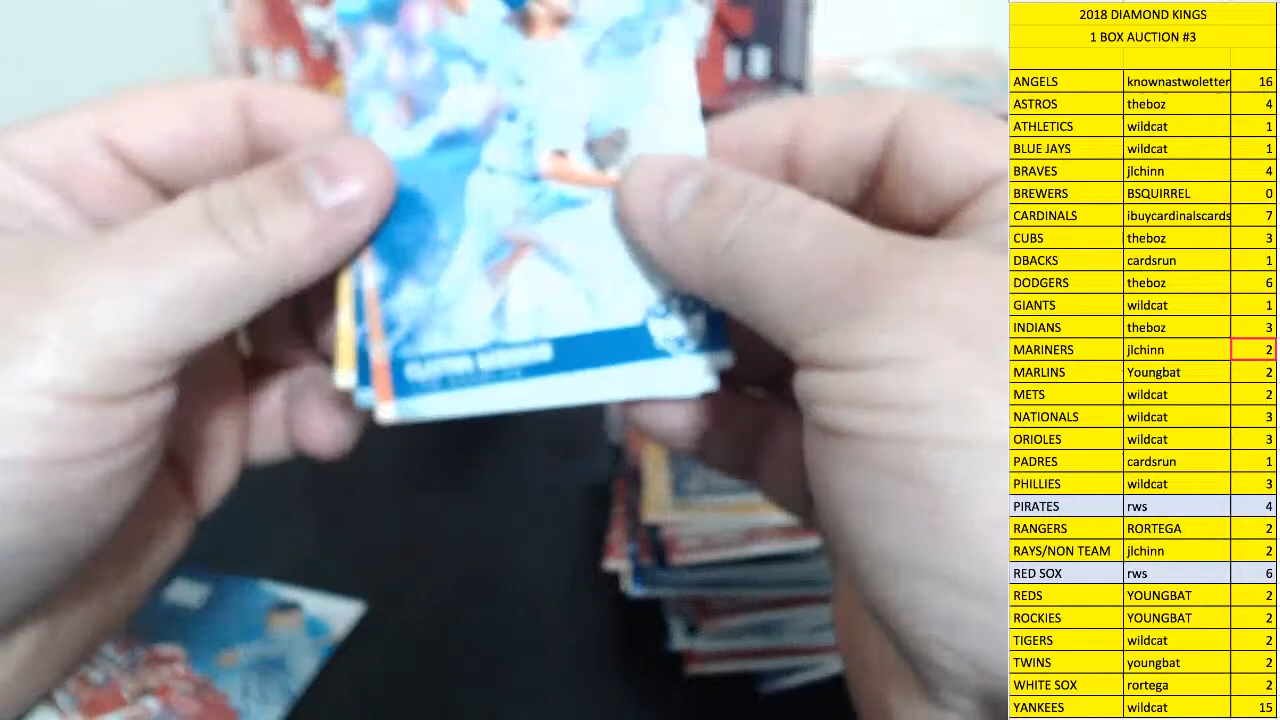 2018 DIAMOND KINGS
1 BOX AUCTION #3
ANGELS knownastwoletter 16
ASTROS theboz 4
ATHLETICS wildcat 1
BLUE JAYS wildcat 1
BRAVES jlchinn 4
BREWERS BSQUIRREL 0
CARDINALS ibuycardinalscards 7
CUBS theboz 3
DBACKS cardsrun 1
DODGERS theboz 6
GIANTS wildcat 1
INDIANS theboz 3
MARINERS jlchinn 2
MARLINS Youngbat 2
METS wildcat 2
NATIONALS wildcat 3
ORIOLES wildcat 3
PADRES cardsrun 1
PHILLIES wildcat 3
PIRATES rws 4
RANGERS RORTEGA 2
RAYS/NON TEAM jlchinn 2
RED SOX rws 6
REDS YOUNGBAT 2
ROCKIES YOUNGBAT 2
TIGERS wildcat 2
TWINS youngbat 2
WHITE SOX rortega 2
YANKEES wildcat 15